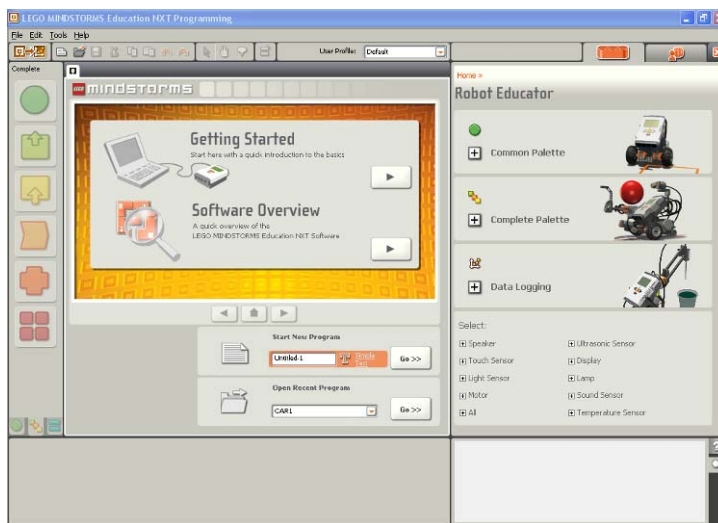 LEGO MINDSTORMS Education NXT Programming
File Edit Tools Help
User Profile: Default
Complete
mindstorms
Getting Started
Start here with a quick introduction to the basics
Software Overview
A quick overview of the
LEGO MINDSTORMS Education NXT Software
Start New Program
Untitled-1
Go >>
Open Recent Program
CAR1
Go >>
Home »
Robot Educator
Common Palette
Complete Palette
Data Logging
Select:
Speaker
Ultrasonic Sensor
Touch Sensor
Display
Light Sensor
Lamp
Motor
Sound Sensor
All
Temperature Sensor